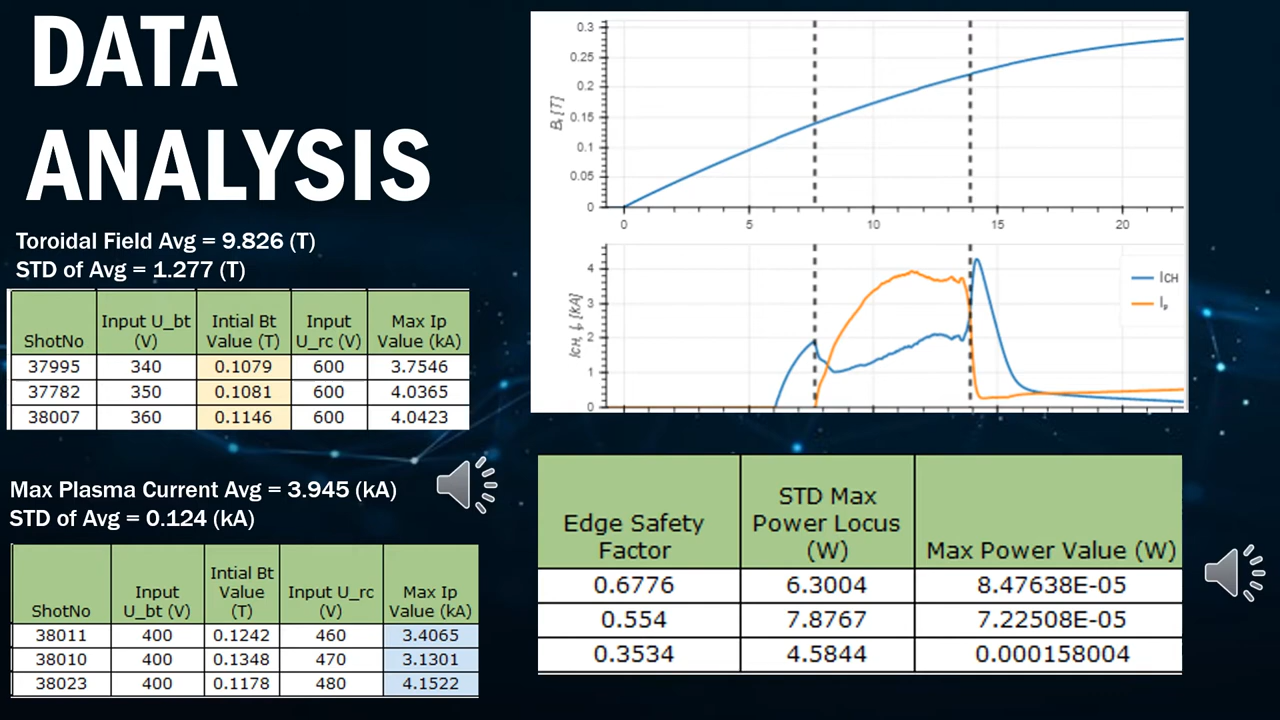 DATA
ANALYSIS
Toroidal Field Avg = 9.826 (T)
STD of Avg = 1.277 (T)
ShotNo Input U_bt (V) Intial Bt Value (T) Input U_rc (V) Max Ip Value (kA)
37995 340 0.1079 600 3.7546
37782 350 0.1081 600 4.0365
38007 360 0.1146 600 4.0423
Max Plasma Current Avg = 3.945 (kA)
STD of Avg = 0.124 (kA)
ShotNo Input U_bt (V) Intial Bt Value (T) Input U_rc (V) Max Ip Value (kA)
38011 400 0.1242 460 3.4065
38010 400 0.1348 470 3.1301
38023 400 0.1178 480 4.1522
Bt [T]
0.3
0.25
0.2
0.15
0.1
0.05
0
0 5 10 15 20
ICH, Ip [kA]
4
3
2
1
0
ICH
Ip
Edge Safety Factor STD Max Power Locus (W) Max Power Value (W)
0.6776 6.3004 8.47638E-05
0.554 7.8767 7.22508E-05
0.3534 4.5844 0.000158004